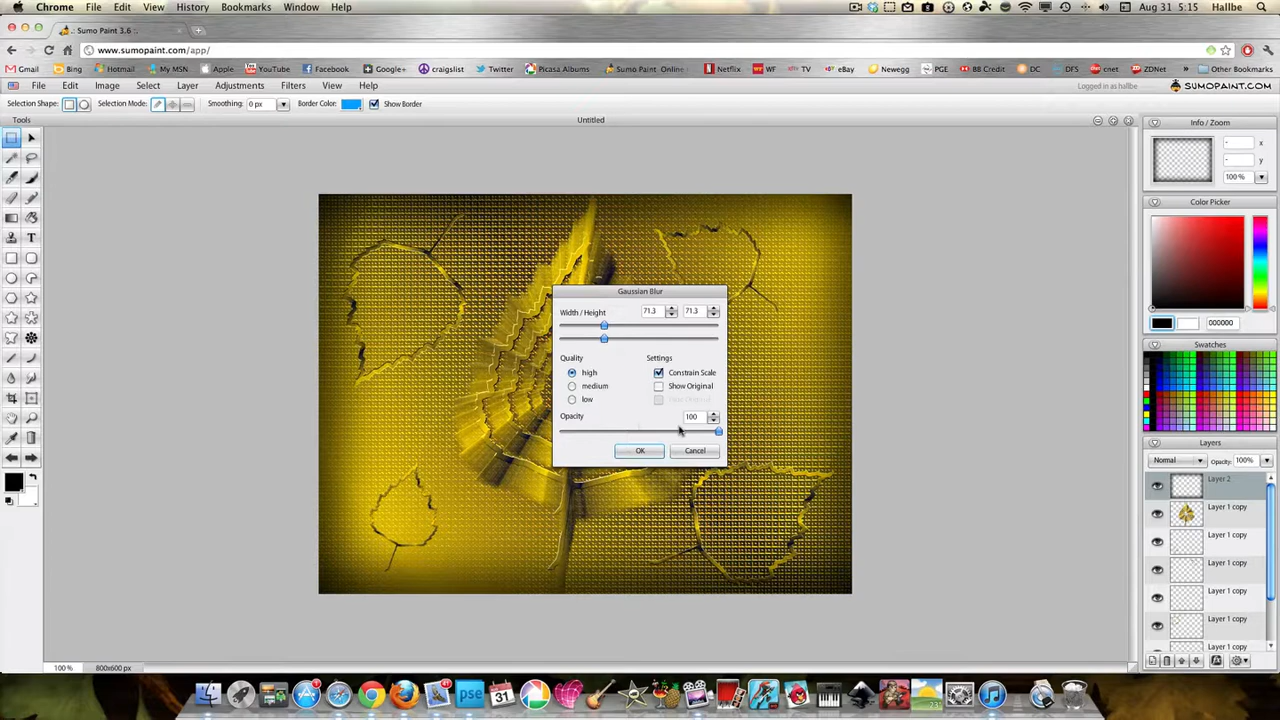 Chrome File Edit View History Bookmarks Window Help Aug 31 5:15 Hallbe
.: Sumo Paint 3.6 :.
www.sumopaint.com/app/
Gmail Bing Hotmail My MSN Apple YouTube Facebook Google+ craigslist Twitter Picasa Albums Sumo Paint Online Netflix WF TV eBay Newegg PGE BB Credit DC DFS cnet ZDNet Other Bookmarks
File Edit Image Select Layer Adjustments Filters View Help Logged in as hallbe SUMOPAINT.COM
Selection Shape: Selection Mode: Smoothing: 0 px Border Color: Show Border
Tools Untitled Info / Zoom
- x
- y
100 %
Color Picker
000000
Swatches
Gaussian Blur
Width / Height 71.3 71.3
Quality Settings
high Constrain Scale
medium Show Original
low
Opacity 100
OK Cancel
T
Layers
Normal Opacity: 100%
Layer 2
Layer 1 copy
Layer 1 copy
Layer 1 copy
Layer 1 copy
Layer 1 copy
Layer 1 copy
100 % 800x600 px
pse 31